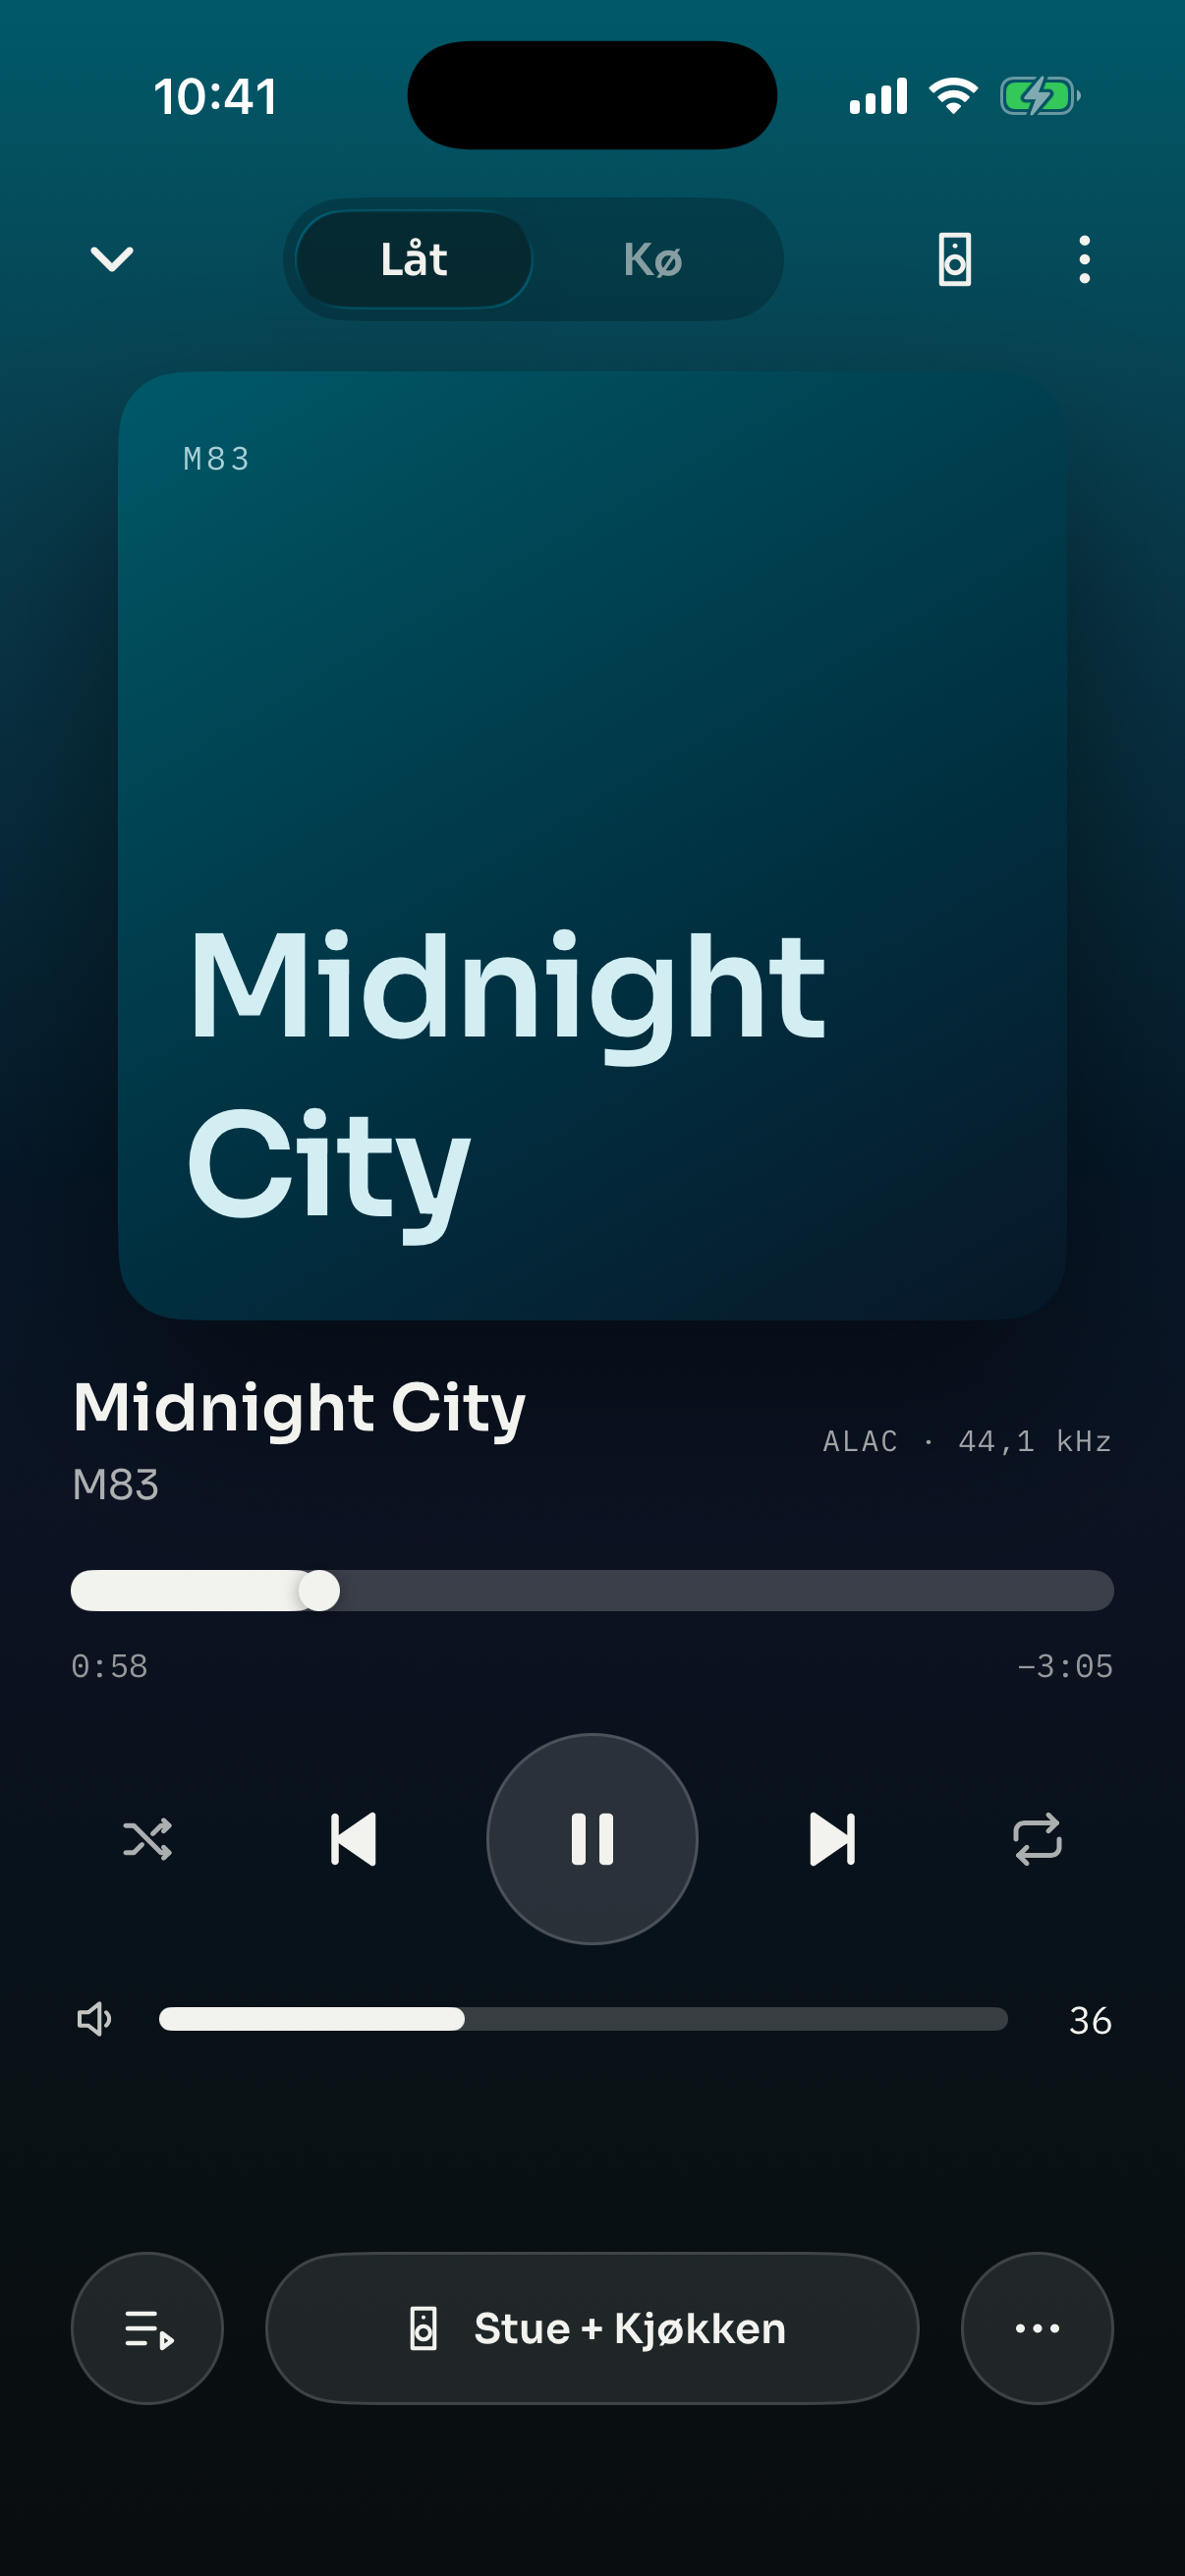 10:41
Låt Kø
M83
Midnight
City
Midnight City
ALAC · 44,1 kHz
M83
0:58 −3:05
36
Stue + Kjøkken